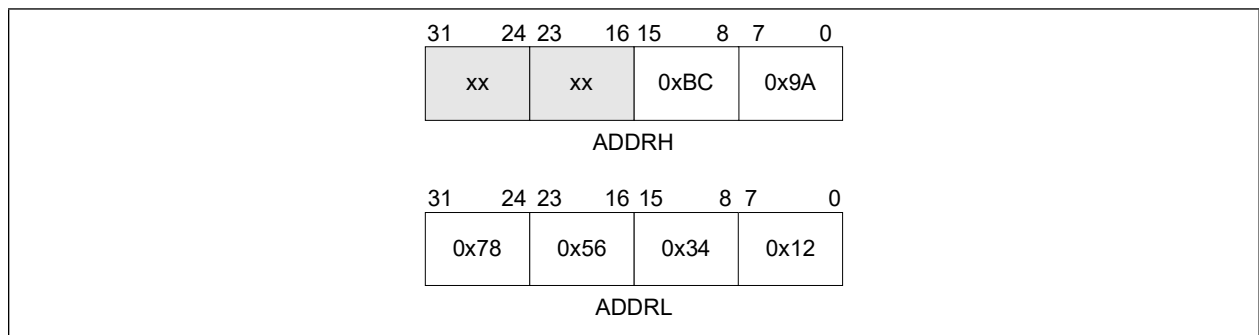 31 24 23 16 15 8 7 0
xx xx 0xBC 0x9A
ADDRH
31 24 23 16 15 8 7 0
0x78 0x56 0x34 0x12
ADDRL